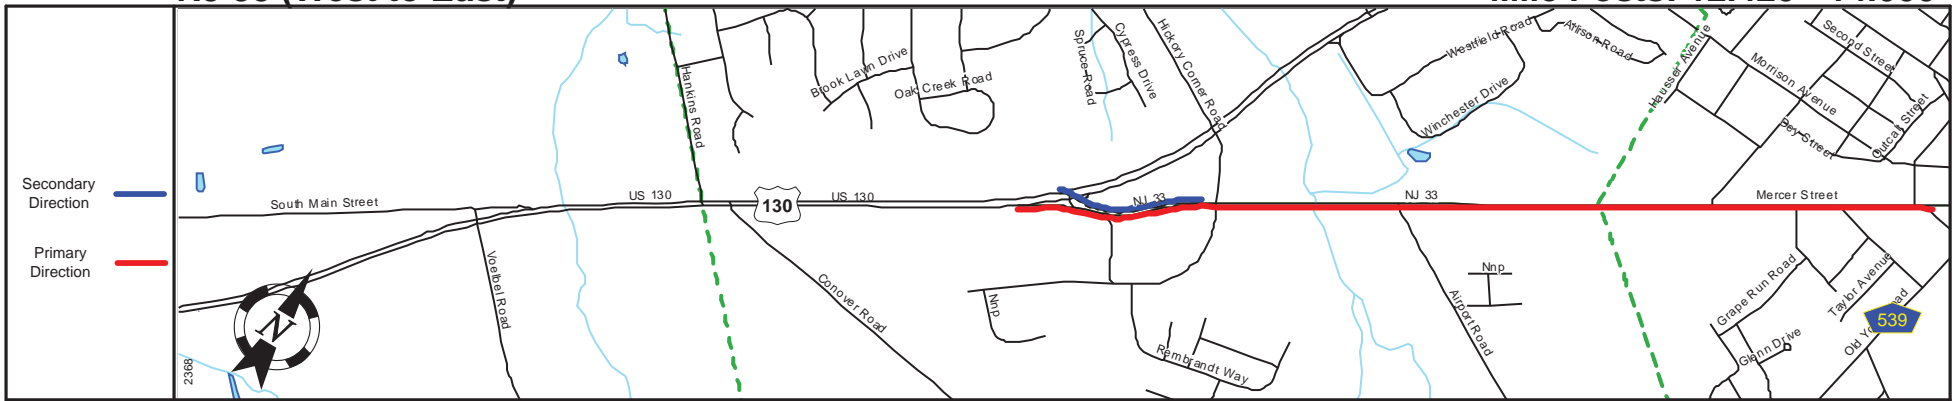 Secondary
Direction
Primary
Direction
South Main Street
US 130
130
US 130
NJ 33
NJ 33
Mercer Street
Hankins Road
Brook Lawn Drive
Oak Creek Road
Spruce Road
Cypress Drive
Hickory Corner Road
Westfield Road
Winchester Drive
Hausser Avenue
Second Street
Morrison Avenue
Dey Street
Outcalt Street
Voelbel Road
Conover Road
Nnp
Rembrandt Way
Airport Road
Nnp
Grape Run Road
Taylor Avenue
Glenn Drive
539
N
2368